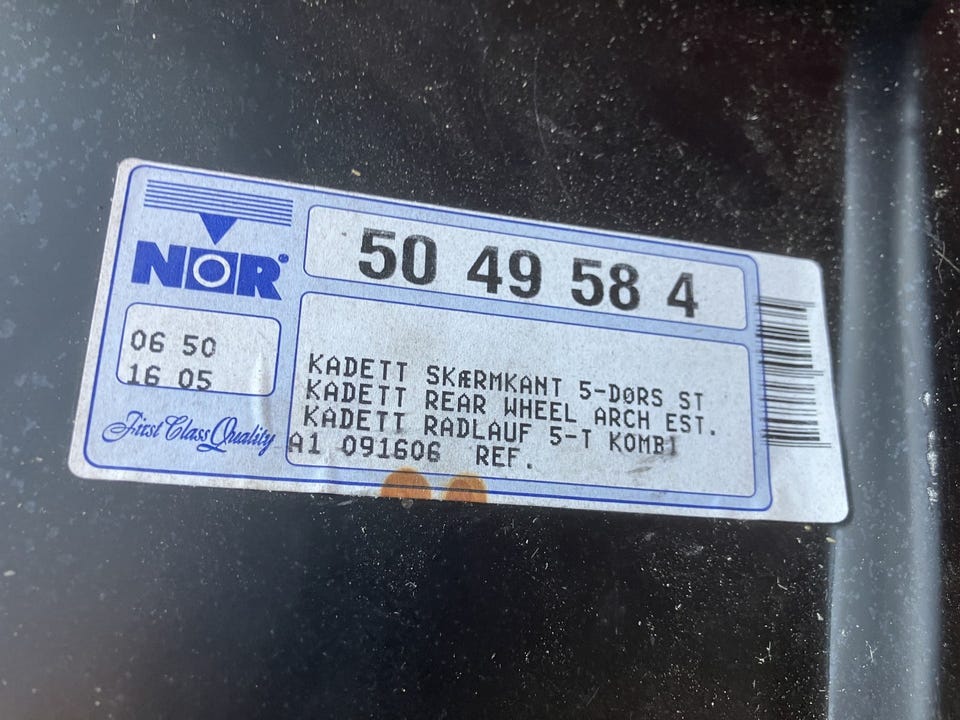 NOR®
50 49 58 4
06 50
16 05
First Class Quality
KADETT SKÆRMKANT 5-DØRS ST
KADETT REAR WHEEL ARCH EST.
KADETT RADLAUF 5-T KOMBI
A1 091606 REF.